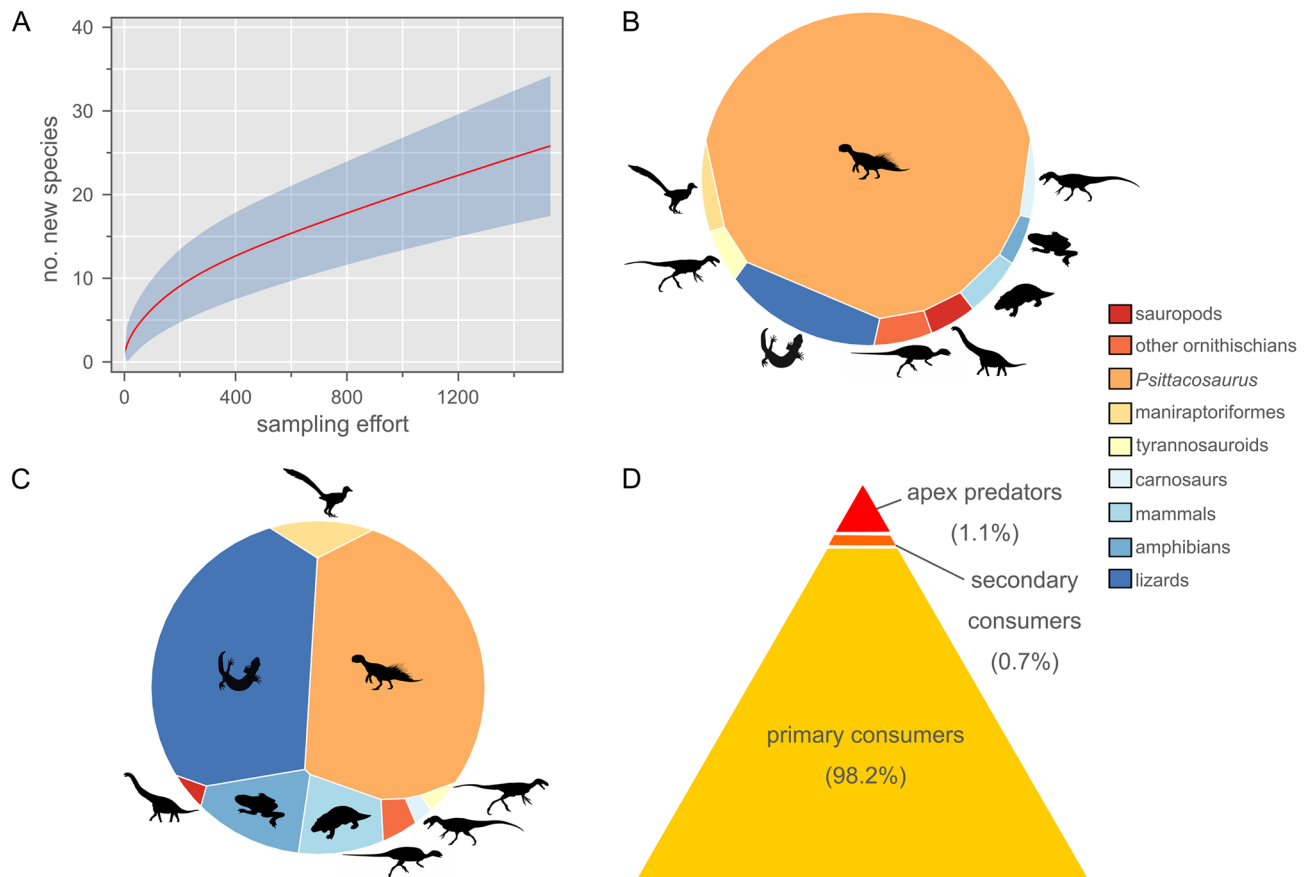 A
40
30
20
10
0
no. new species
0
400
800
1200
sampling effort
B
sauropods
other ornithischians
Psittacosaurus
maniraptoriformes
tyrannosauroids
carnosaurs
mammals
amphibians
lizards
C
D
apex predators
(1.1%)
secondary
consumers
(0.7%)
primary consumers
(98.2%)